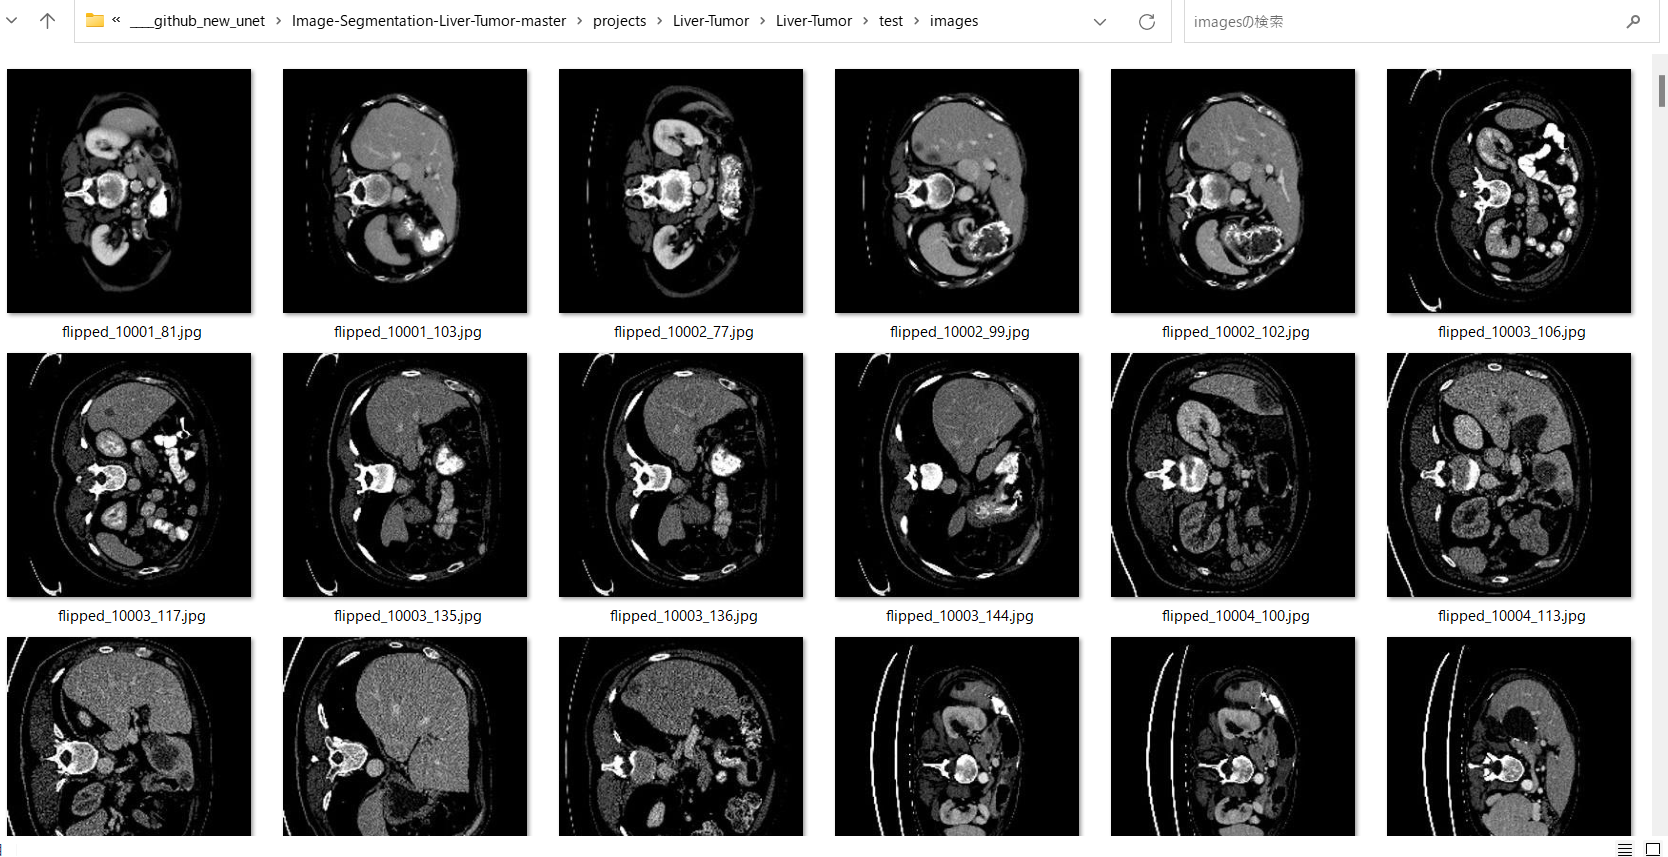 « ____github_new_unet > Image-Segmentation-Liver-Tumor-master > projects > Liver-Tumor > Liver-Tumor > test > images
imagesの検索
flipped_10001_81.jpg
flipped_10001_103.jpg
flipped_10002_77.jpg
flipped_10002_99.jpg
flipped_10002_102.jpg
flipped_10003_106.jpg
flipped_10003_117.jpg
flipped_10003_135.jpg
flipped_10003_136.jpg
flipped_10003_144.jpg
flipped_10004_100.jpg
flipped_10004_113.jpg